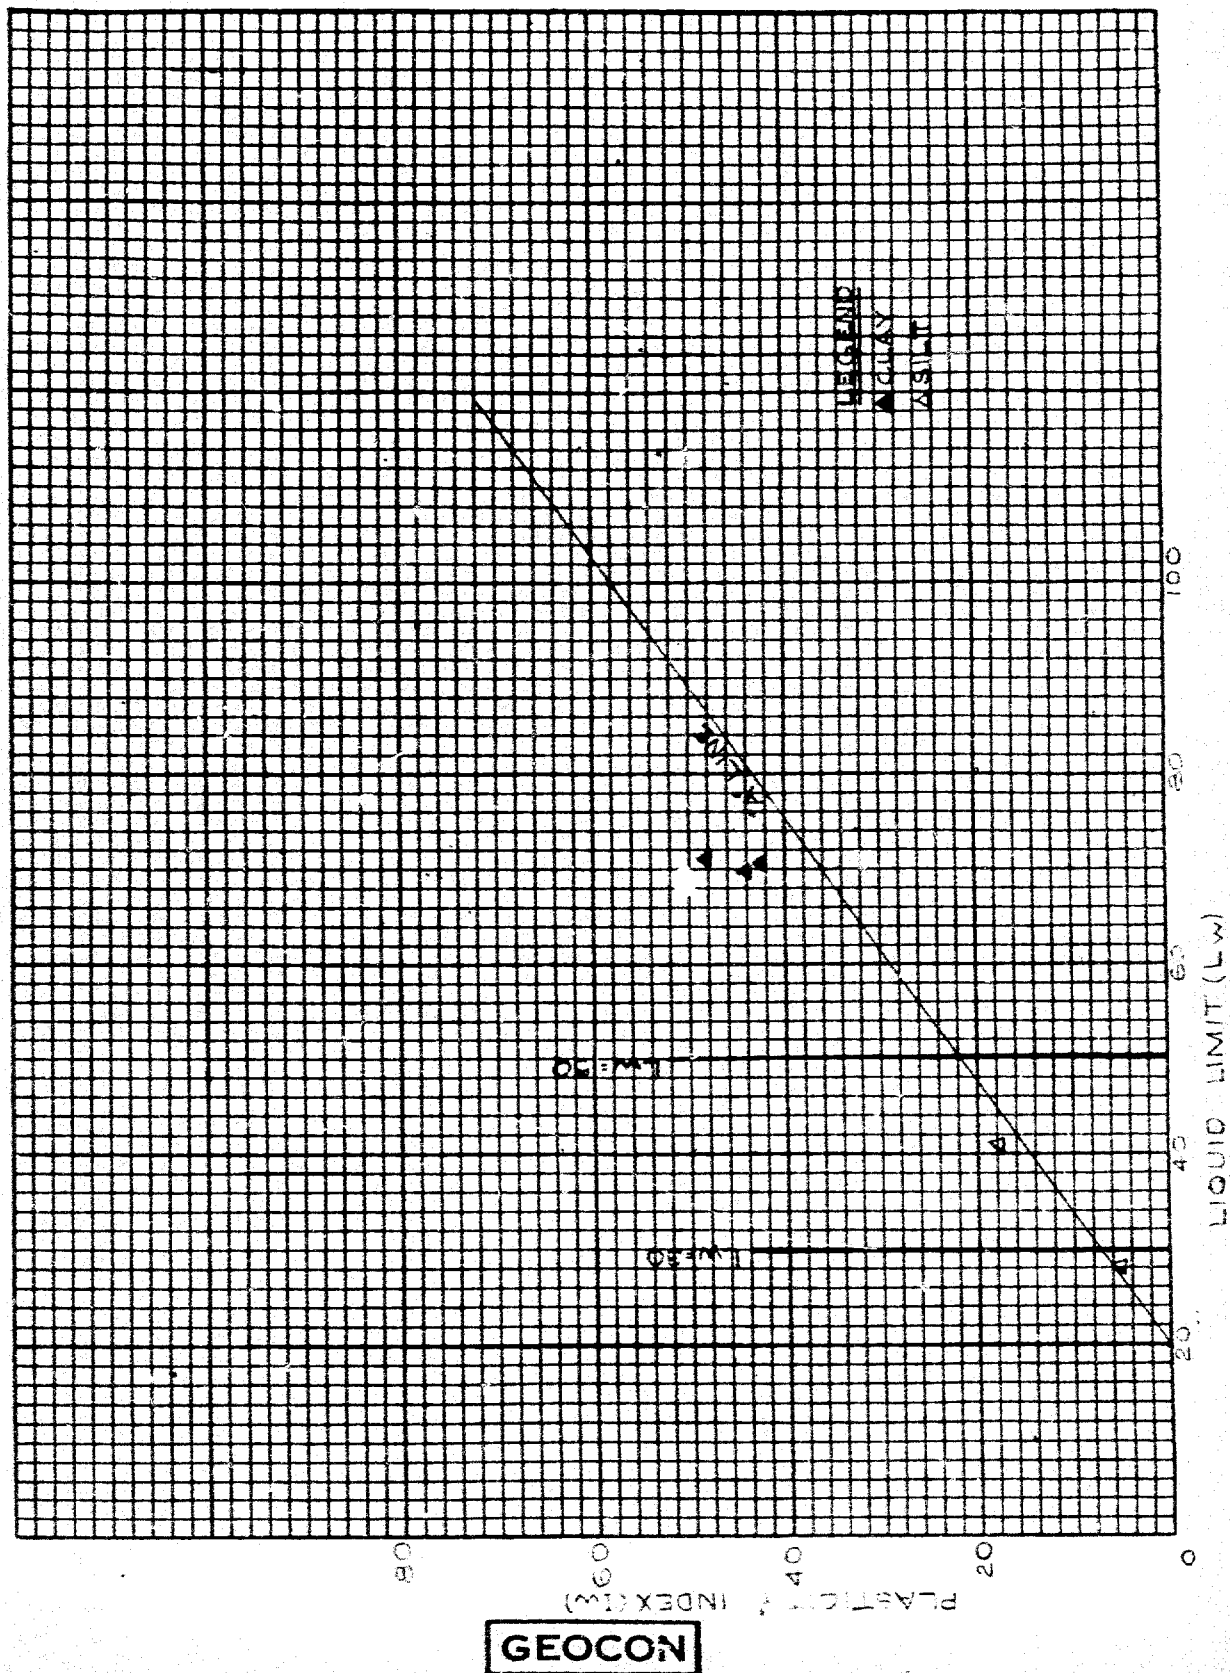 LEGEND
▲ CLAY
△ SILT
"A" LINE
Lw=50
Lw=30
80
60
40
20
0
PLASTICITY INDEX (Iw)
20
40
60
80
100
LIQUID LIMIT (Lw)
GEOCON